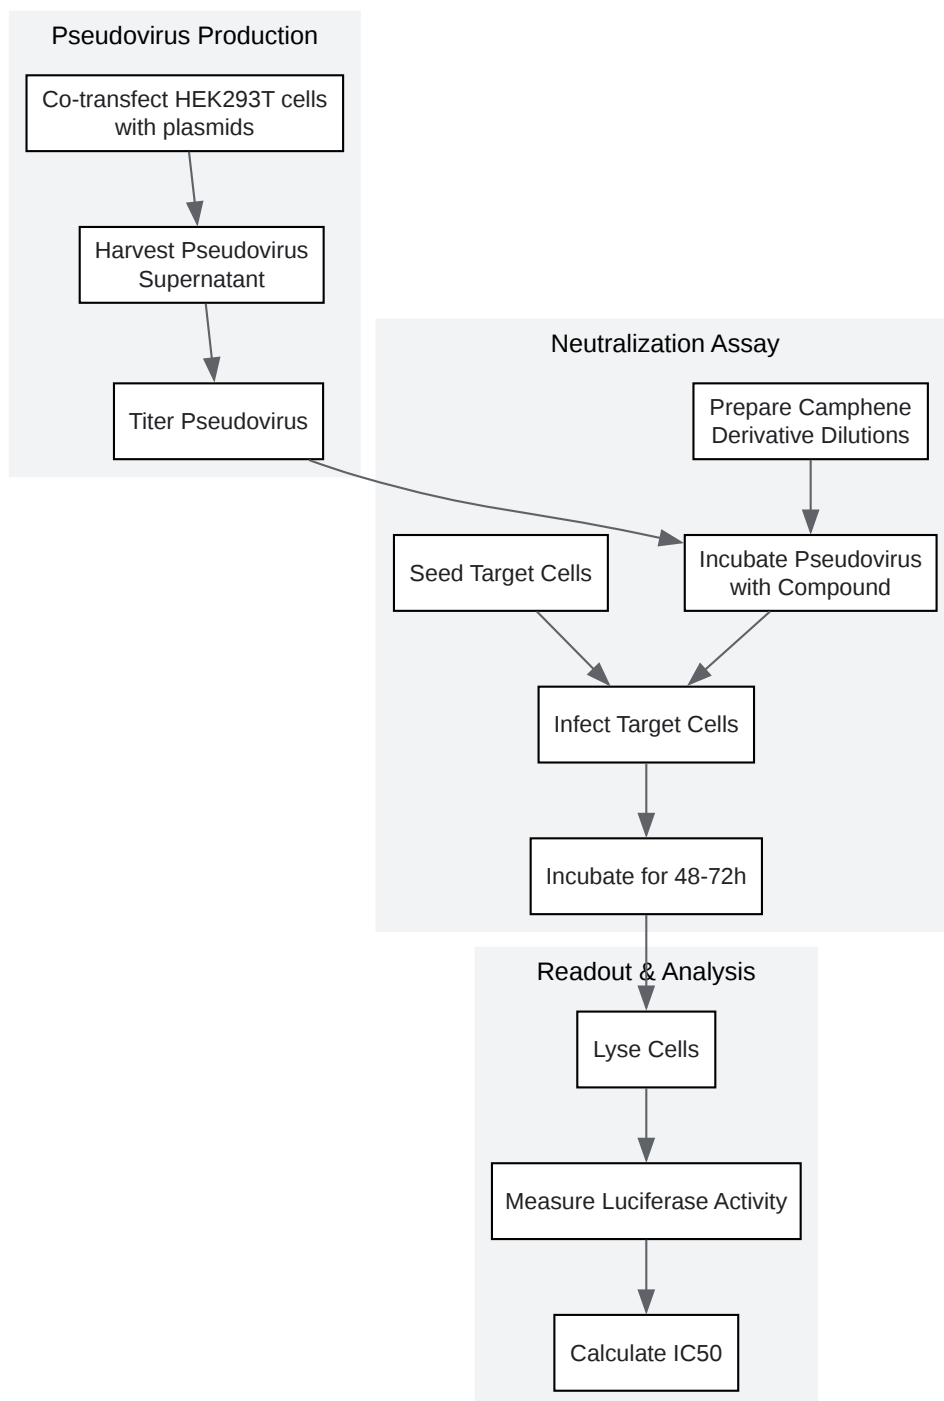 Pseudovirus Production
Co-transfect HEK293T cells
with plasmids
Harvest Pseudovirus
Supernatant
Titer Pseudovirus
Neutralization Assay
Prepare Camphene
Derivative Dilutions
Seed Target Cells
Incubate Pseudovirus
with Compound
Infect Target Cells
Incubate for 48-72h
Readout & Analysis
Lyse Cells
Measure Luciferase Activity
Calculate IC50